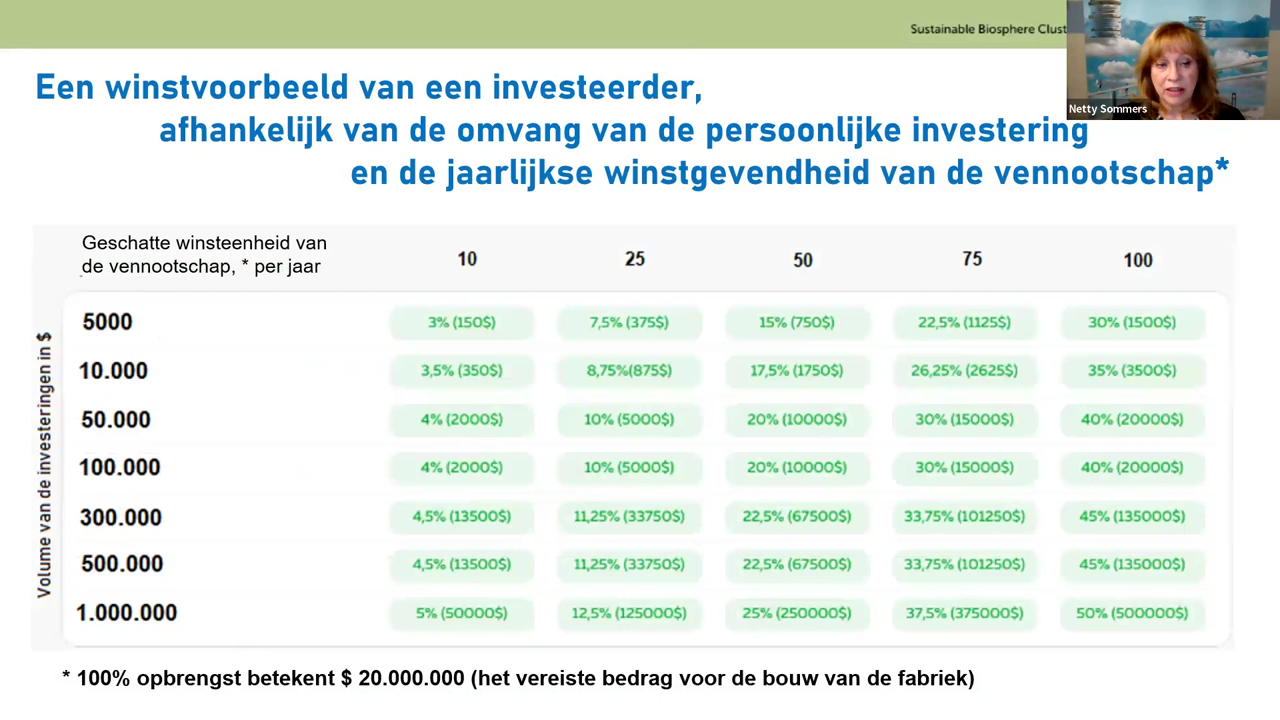 Sustainable Biosphere Clust
Netty Sommers
Een winstvoorbeeld van een investeerder,
afhankelijk van de omvang van de persoonlijke investering
en de jaarlijkse winstgevendheid van de vennootschap*
Geschatte winsteenheid van
de vennootschap, * per jaar
10 25 50 75 100
Volume van de investeringen in $
5000 3% (150$) 7,5% (375$) 15% (750$) 22,5% (1125$) 30% (1500$)
10.000 3,5% (350$) 8,75%(875$) 17,5% (1750$) 26,25% (2625$) 35% (3500$)
50.000 4% (2000$) 10% (5000$) 20% (10000$) 30% (15000$) 40% (20000$)
100.000 4% (2000$) 10% (5000$) 20% (10000$) 30% (15000$) 40% (20000$)
300.000 4,5% (13500$) 11,25% (33750$) 22,5% (67500$) 33,75% (101250$) 45% (135000$)
500.000 4,5% (13500$) 11,25% (33750$) 22,5% (67500$) 33,75% (101250$) 45% (135000$)
1.000.000 5% (50000$) 12,5% (125000$) 25% (250000$) 37,5% (375000$) 50% (500000$)
* 100% opbrengst betekent $ 20.000.000 (het vereiste bedrag voor de bouw van de fabriek)